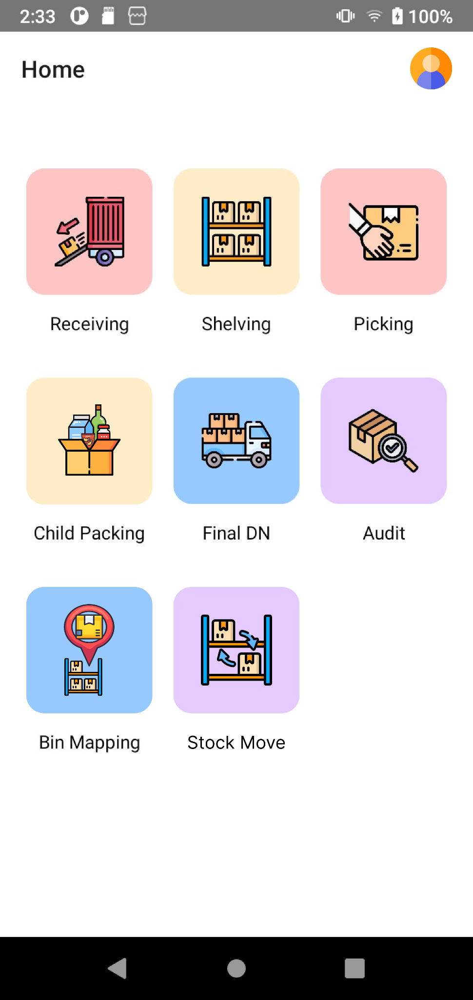 2:33 100%
Home
Receiving Shelving Picking
Child Packing Final DN Audit
Bin Mapping Stock Move